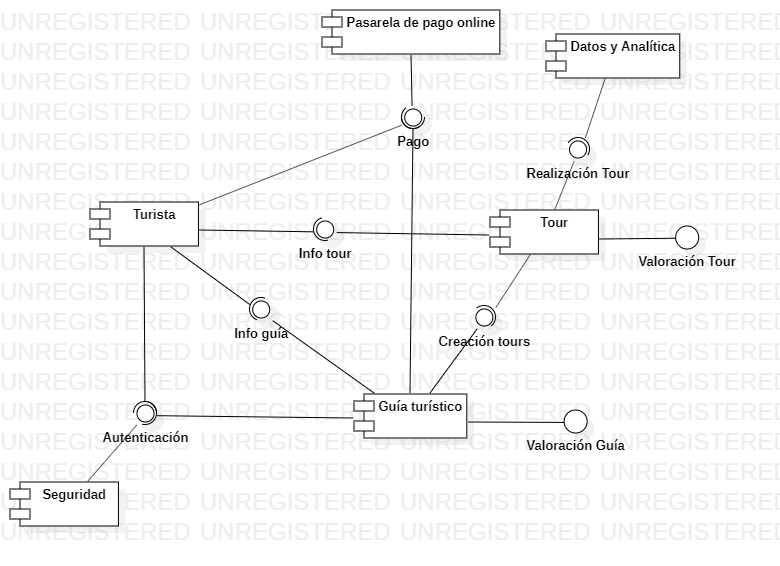 UNREGISTERED UNREGISTERED UNREGISTERED UNREGISTERED
Pasarela de pago online
Datos y Analítica
Pago
Realización Tour
Turista
Tour
Info tour
Valoración Tour
Info guía
Creación tours
Guía turístico
Autenticación
Valoración Guía
Seguridad